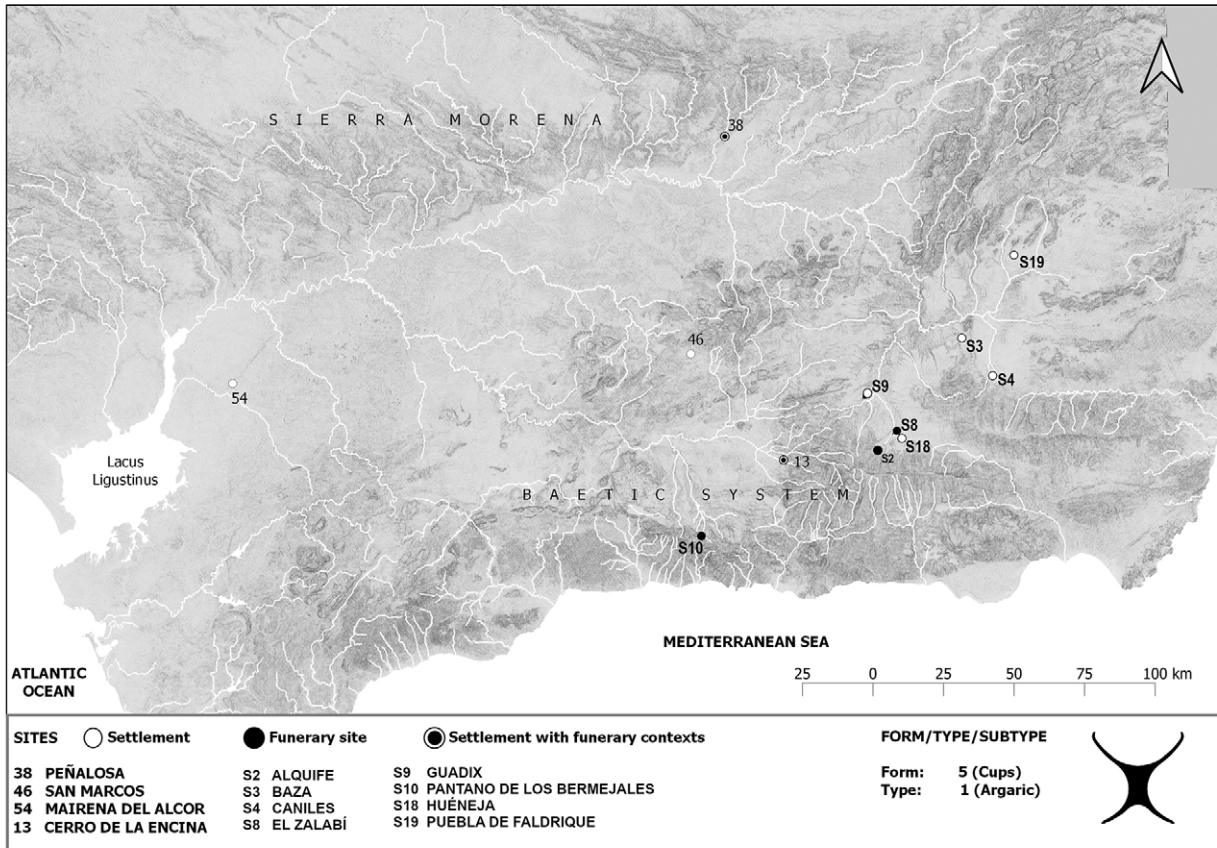 SIERRA MORENA
38
S19
46
S3
S4
54
S9
S8
S18
S2
Lacus
Ligustinus
13
BAETIC SYSTEM
S10
MEDITERRANEAN SEA
ATLANTIC
OCEAN
25 0 25 50 75 100 km
SITES Settlement Funerary site Settlement with funerary contexts
38 PEÑALOSA
46 SAN MARCOS
54 MAIRENA DEL ALCOR
13 CERRO DE LA ENCINA
S2 ALQUIFE
S3 BAZA
S4 CANILES
S8 EL ZALABÍ
S9 GUADIX
S10 PANTANO DE LOS BERMEJALES
S18 HUÉNEJA
S19 PUEBLA DE FALDRIQUE
FORM/TYPE/SUBTYPE
Form: 5 (Cups)
Type: 1 (Argaric)